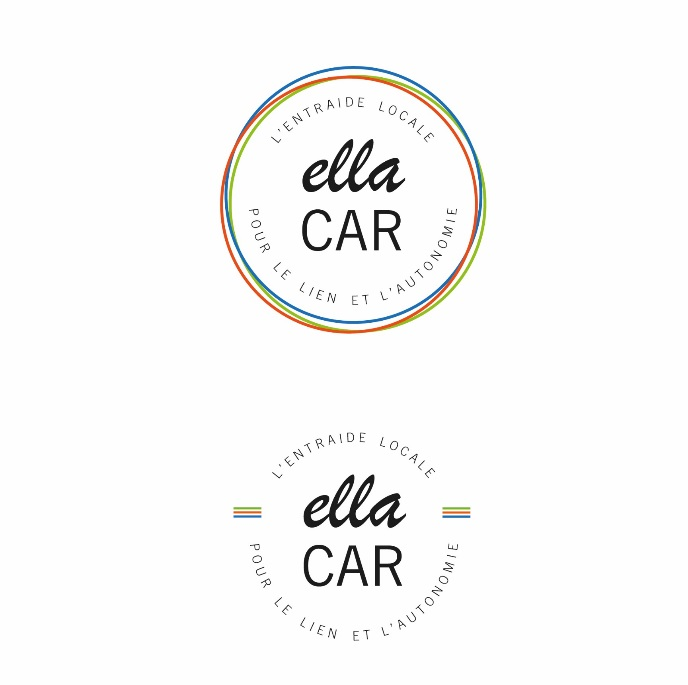 L'ENTRAIDE LOCALE
ella
CAR
POUR LE LIEN ET L'AUTONOMIE
L'ENTRAIDE LOCALE
ella
CAR
POUR LE LIEN ET L'AUTONOMIE